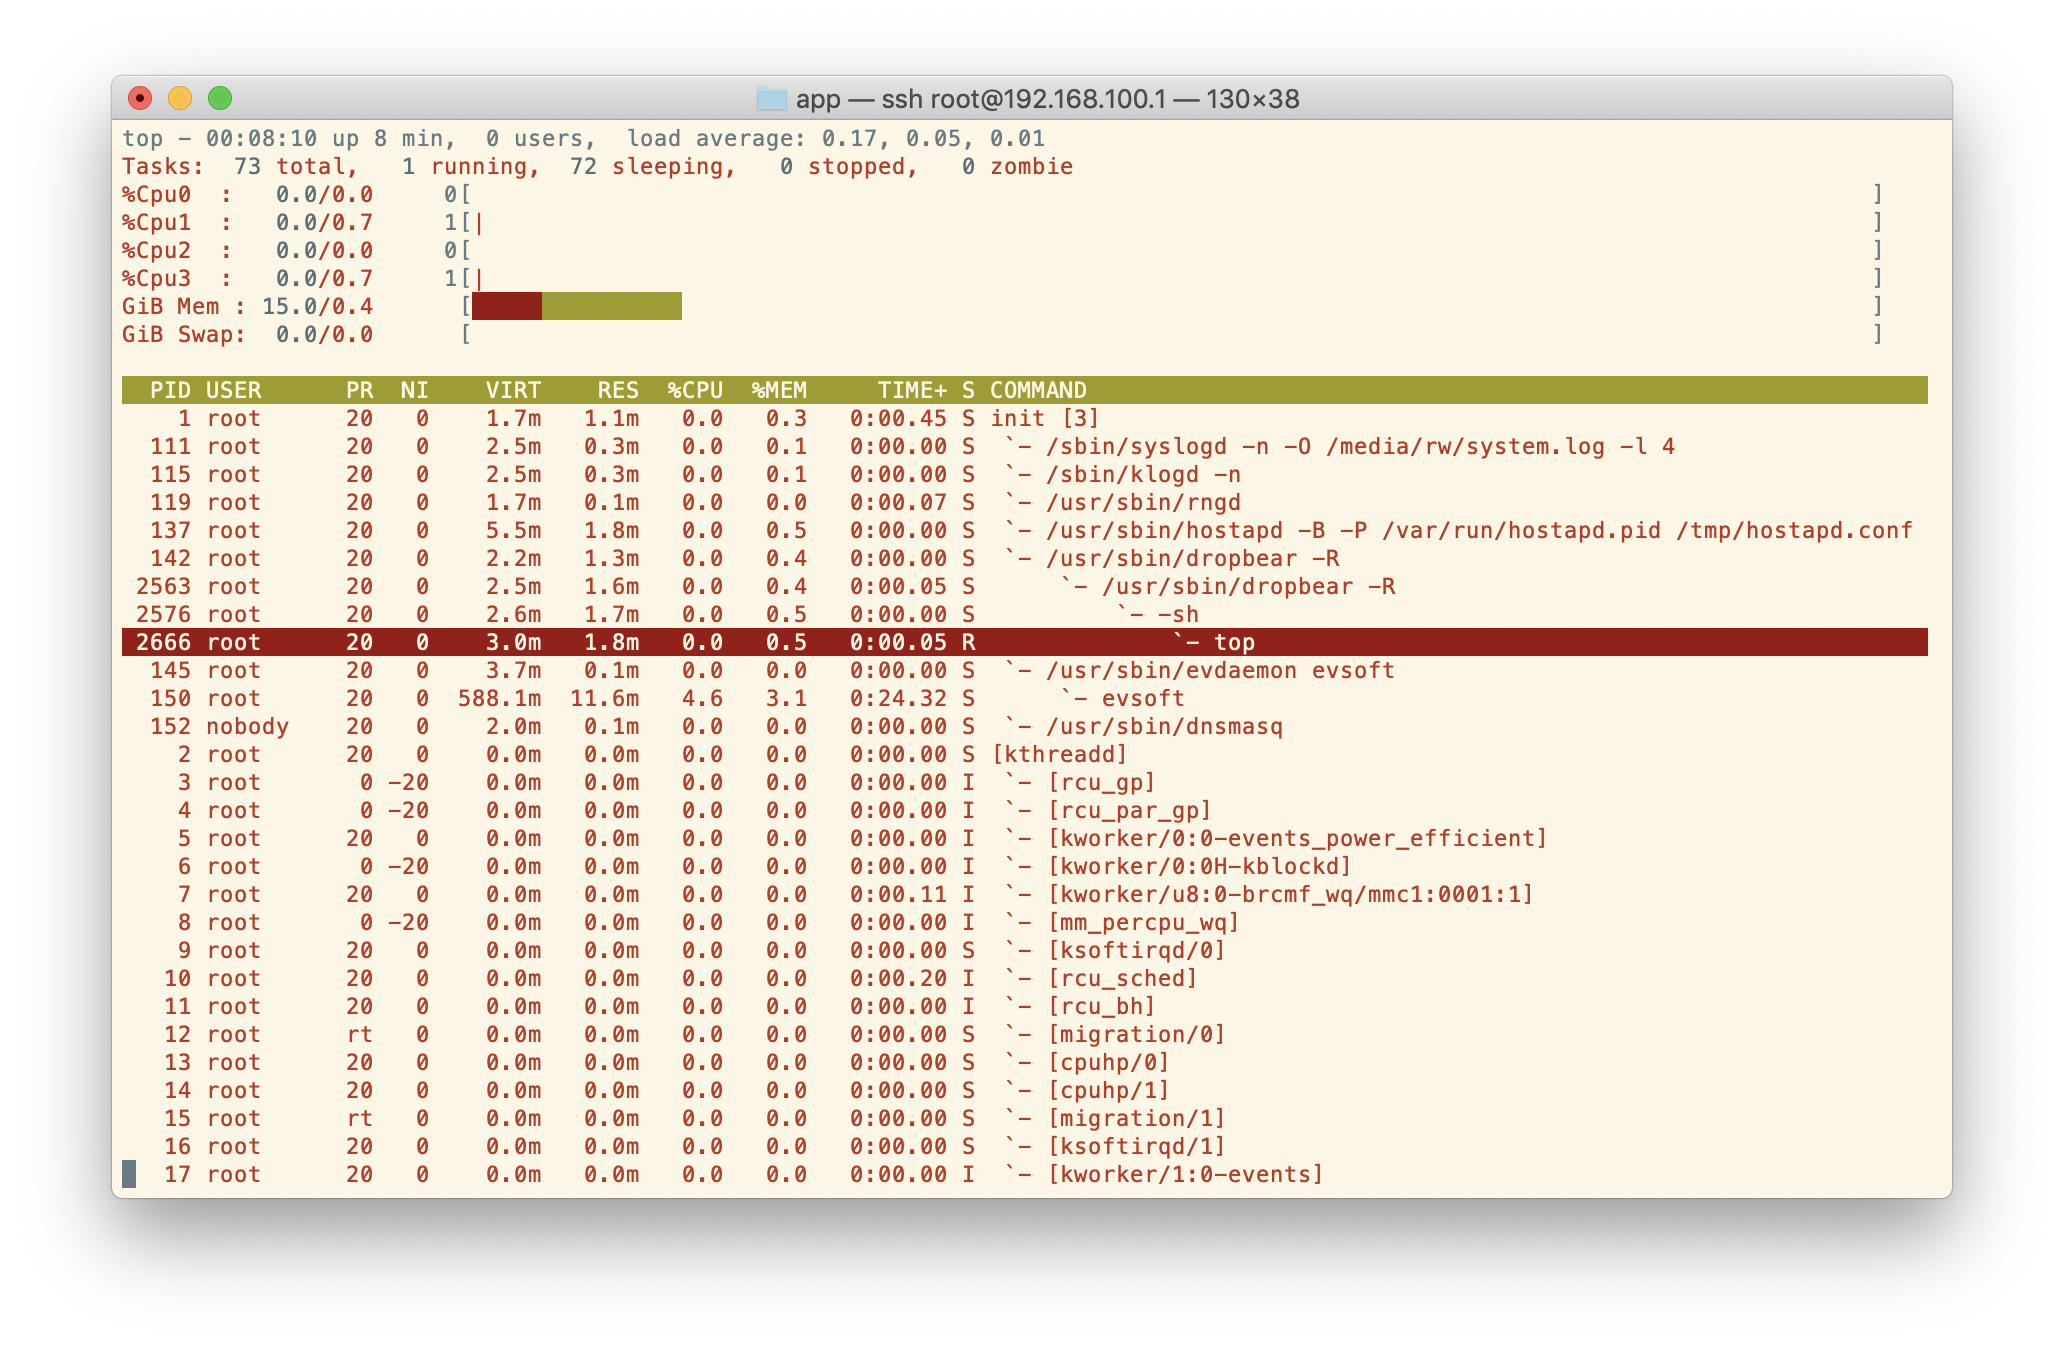 app — ssh root@192.168.100.1 — 130×38
top - 00:08:10 up 8 min,  0 users,  load average: 0.17, 0.05, 0.01
Tasks:  73 total,   1 running,  72 sleeping,   0 stopped,   0 zombie
%Cpu0  :   0.0/0.0     0[                                                                                                    ]
%Cpu1  :   0.0/0.7     1[|                                                                                                   ]
%Cpu2  :   0.0/0.0     0[                                                                                                    ]
%Cpu3  :   0.0/0.7     1[|                                                                                                   ]
GiB Mem : 15.0/0.4      [                                                                                                    ]
GiB Swap:  0.0/0.0      [                                                                                                    ]
  PID USER      PR  NI    VIRT    RES  %CPU  %MEM     TIME+ S COMMAND
    1 root      20   0    1.7m   1.1m   0.0   0.3   0:00.45 S init [3]
  111 root      20   0    2.5m   0.3m   0.0   0.1   0:00.00 S  `- /sbin/syslogd -n -O /media/rw/system.log -l 4
  115 root      20   0    2.5m   0.3m   0.0   0.1   0:00.00 S  `- /sbin/klogd -n
  119 root      20   0    1.7m   0.1m   0.0   0.0   0:00.07 S  `- /usr/sbin/rngd
  137 root      20   0    5.5m   1.8m   0.0   0.5   0:00.00 S  `- /usr/sbin/hostapd -B -P /var/run/hostapd.pid /tmp/hostapd.conf
  142 root      20   0    2.2m   1.3m   0.0   0.4   0:00.00 S  `- /usr/sbin/dropbear -R
 2563 root      20   0    2.5m   1.6m   0.0   0.4   0:00.05 S      `- /usr/sbin/dropbear -R
 2576 root      20   0    2.6m   1.7m   0.0   0.5   0:00.00 S          `- -sh
 2666 root      20   0    3.0m   1.8m   0.0   0.5   0:00.05 R              `- top
  145 root      20   0    3.7m   0.1m   0.0   0.0   0:00.00 S  `- /usr/sbin/evdaemon evsoft
  150 root      20   0  588.1m  11.6m   4.6   3.1   0:24.32 S      `- evsoft
  152 nobody    20   0    2.0m   0.1m   0.0   0.0   0:00.00 S  `- /usr/sbin/dnsmasq
    2 root      20   0    0.0m   0.0m   0.0   0.0   0:00.00 S [kthreadd]
    3 root       0 -20    0.0m   0.0m   0.0   0.0   0:00.00 I  `- [rcu_gp]
    4 root       0 -20    0.0m   0.0m   0.0   0.0   0:00.00 I  `- [rcu_par_gp]
    5 root      20   0    0.0m   0.0m   0.0   0.0   0:00.00 I  `- [kworker/0:0-events_power_efficient]
    6 root       0 -20    0.0m   0.0m   0.0   0.0   0:00.00 I  `- [kworker/0:0H-kblockd]
    7 root      20   0    0.0m   0.0m   0.0   0.0   0:00.11 I  `- [kworker/u8:0-brcmf_wq/mmc1:0001:1]
    8 root       0 -20    0.0m   0.0m   0.0   0.0   0:00.00 I  `- [mm_percpu_wq]
    9 root      20   0    0.0m   0.0m   0.0   0.0   0:00.00 S  `- [ksoftirqd/0]
   10 root      20   0    0.0m   0.0m   0.0   0.0   0:00.20 I  `- [rcu_sched]
   11 root      20   0    0.0m   0.0m   0.0   0.0   0:00.00 I  `- [rcu_bh]
   12 root      rt   0    0.0m   0.0m   0.0   0.0   0:00.00 S  `- [migration/0]
   13 root      20   0    0.0m   0.0m   0.0   0.0   0:00.00 S  `- [cpuhp/0]
   14 root      20   0    0.0m   0.0m   0.0   0.0   0:00.00 S  `- [cpuhp/1]
   15 root      rt   0    0.0m   0.0m   0.0   0.0   0:00.00 S  `- [migration/1]
   16 root      20   0    0.0m   0.0m   0.0   0.0   0:00.00 S  `- [ksoftirqd/1]
   17 root      20   0    0.0m   0.0m   0.0   0.0   0:00.00 I  `- [kworker/1:0-events]